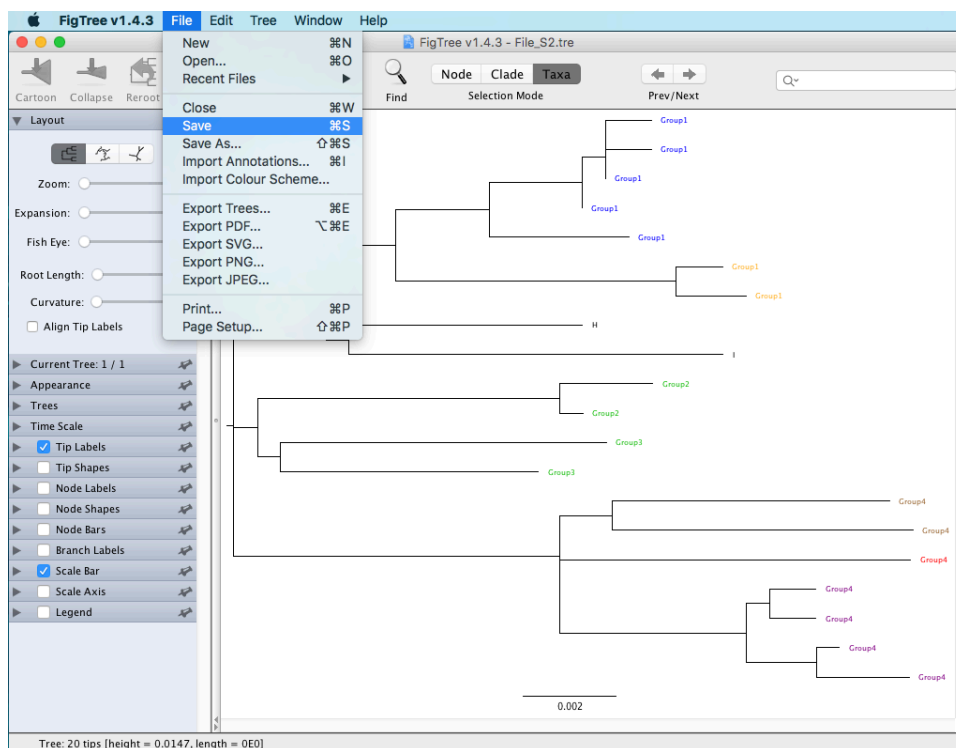 FigTree v1.4.3 File Edit Tree Window Help
FigTree v1.4.3 - File_S2.tre
New ⌘N
Open... ⌘O
Recent Files ▶
Close ⌘W
Save ⌘S
Save As... ⇧⌘S
Import Annotations... ⌘I
Import Colour Scheme...
Export Trees... ⌘E
Export PDF... ⌥⌘E
Export SVG...
Export PNG...
Export JPEG...
Print... ⌘P
Page Setup... ⇧⌘P
Cartoon Collapse Reroot
Find
Node Clade Taxa
Selection Mode
Prev/Next
Layout
Zoom:
Expansion:
Fish Eye:
Root Length:
Curvature:
Align Tip Labels
Current Tree: 1 / 1
Appearance
Trees
Time Scale
Tip Labels
Tip Shapes
Node Labels
Node Shapes
Node Bars
Branch Labels
Scale Bar
Scale Axis
Legend
Group1
Group1
Group1
Group1
Group1
Group1
Group1
H
I
Group2
Group2
Group3
Group3
Group4
Group4
Group4
Group4
Group4
Group4
Group4
0.002
Tree: 20 tips [height = 0.0147, length = 0E0]